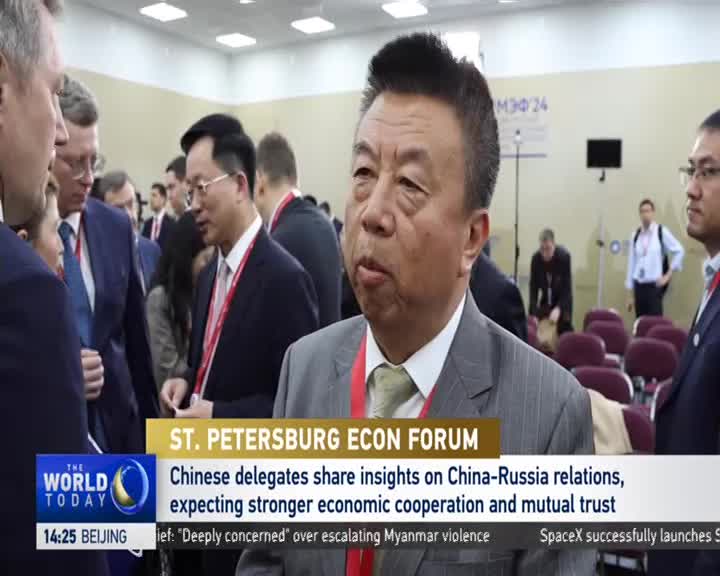 МЭФ'24
ST. PETERSBURG ECON FORUM
Chinese delegates share insights on China-Russia relations,
expecting stronger economic cooperation and mutual trust
THE
WORLD
TODAY
14:25 BEIJING
ief: "Deeply concerned" over escalating Myanmar violence
SpaceX successfully launches S